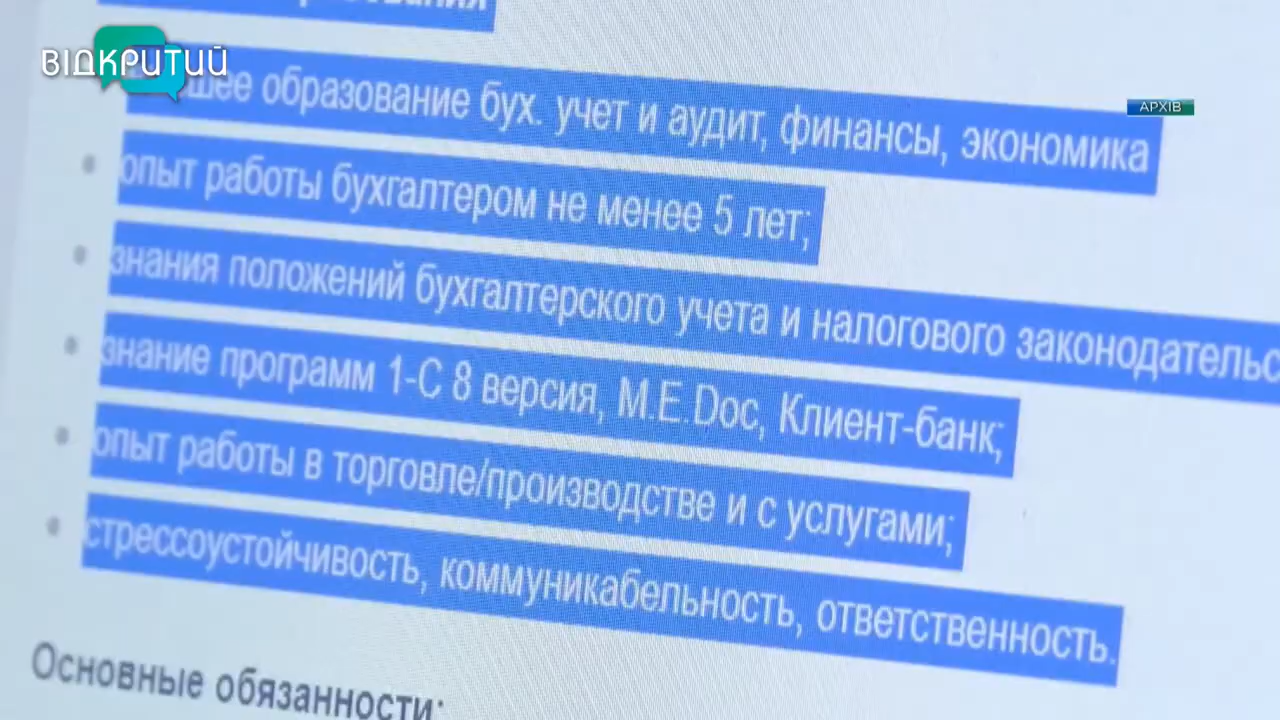 ВІДКРИТИЙ
АРХІВ
образование бух. учет и аудит, финансы, экономика
опыт работы бухгалтером не менее 5 лет;
знания положений бухгалтерского учета и налогового законодательс
знание программ 1-С 8 версия, M.E.Doc, Клиент-банк;
опыт работы в торговле/производстве и с услугами;
стрессоустойчивость, коммуникабельность, ответственность.
Основные обязанности: